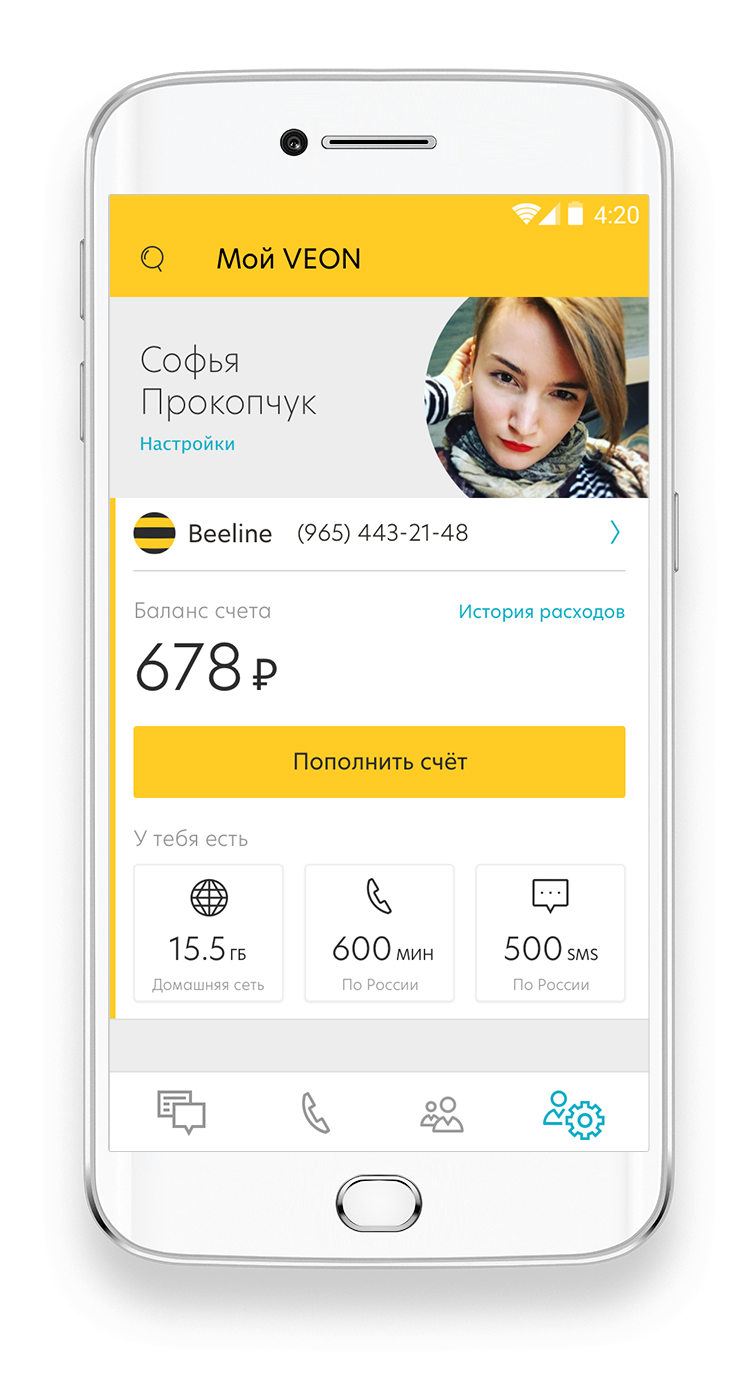 4:20
Мой VEON
Софья
Прокопчук
Настройки
Beeline (965) 443-21-48
Баланс счета История расходов
678 ₽
Пополнить счёт
У тебя есть
15.5 ГБ 600 МИН 500 SMS
Домашняя сеть По России По России